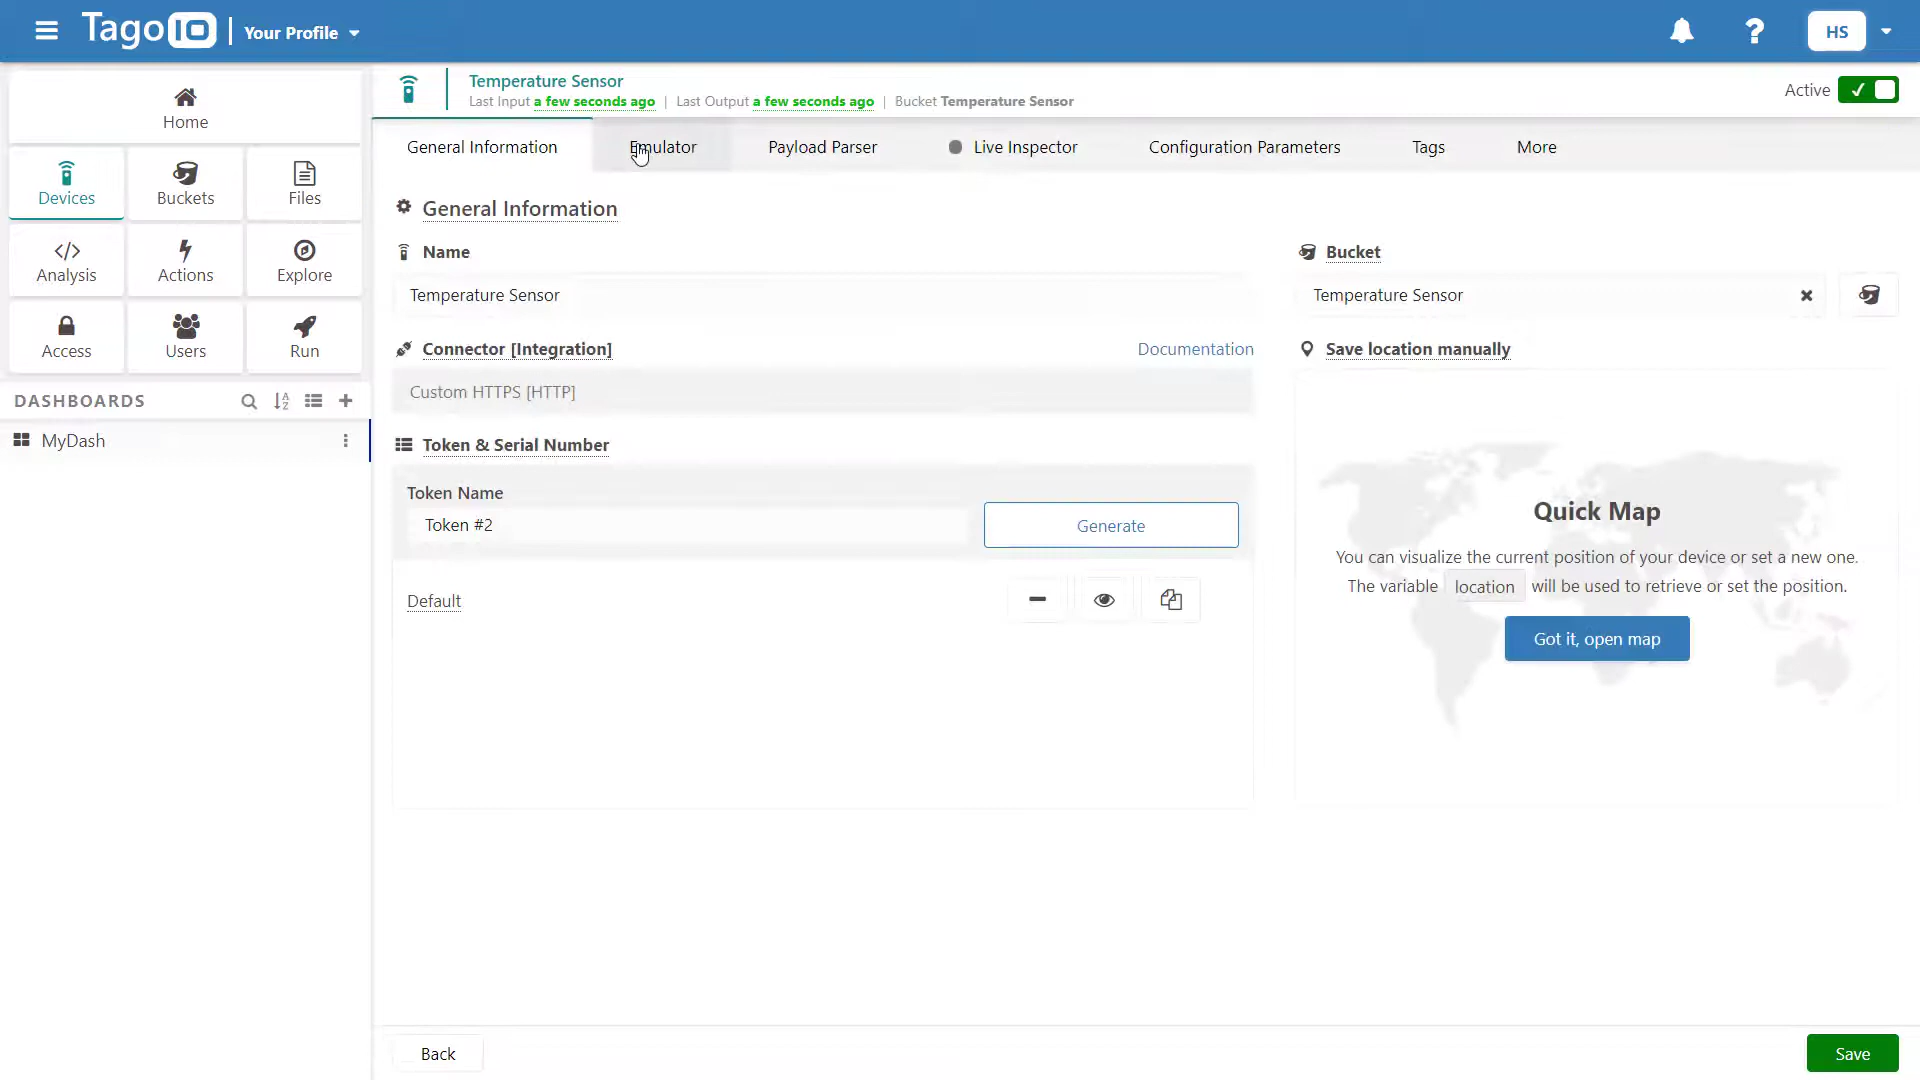 TagoIO | Your Profile
HS
Home
Devices
Buckets
Files
Analysis
Actions
Explore
Access
Users
Run
DASHBOARDS
MyDash
Temperature Sensor
Last Input a few seconds ago | Last Output a few seconds ago | Bucket Temperature Sensor
Active
General Information
Emulator
Payload Parser
Live Inspector
Configuration Parameters
Tags
More
General Information
Name
Temperature Sensor
Connector [Integration]
Documentation
Custom HTTPS [HTTP]
Token & Serial Number
Token Name
Token #2
Generate
Default
Bucket
Temperature Sensor
Save location manually
Quick Map
You can visualize the current position of your device or set a new one.
The variable location will be used to retrieve or set the position.
Got it, open map
Back
Save